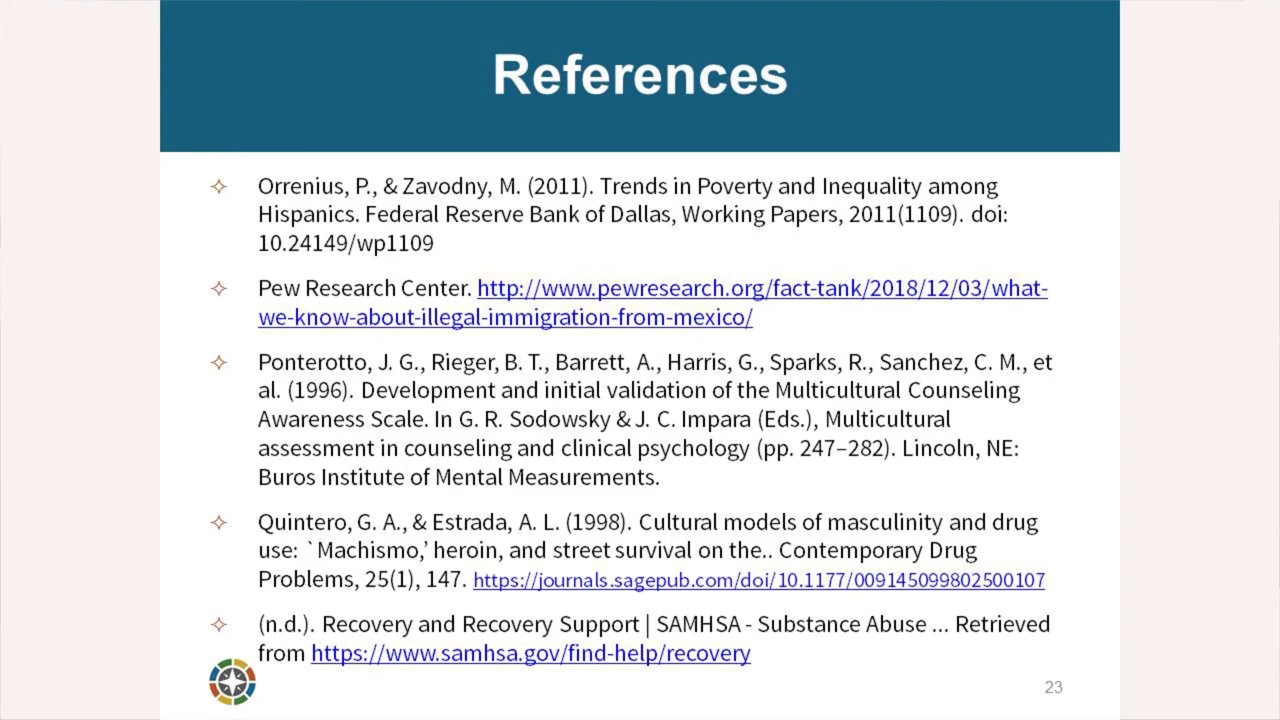 References
Orrenius, P., & Zavodny, M. (2011). Trends in Poverty and Inequality among
Hispanics. Federal Reserve Bank of Dallas, Working Papers, 2011(1109). doi:
10.24149/wp1109
Pew Research Center. http://www.pewresearch.org/fact-tank/2018/12/03/what-
we-know-about-illegal-immigration-from-mexico/
Ponterotto, J. G., Rieger, B. T., Barrett, A., Harris, G., Sparks, R., Sanchez, C. M., et
al. (1996). Development and initial validation of the Multicultural Counseling
Awareness Scale. In G. R. Sodowsky & J. C. Impara (Eds.), Multicultural
assessment in counseling and clinical psychology (pp. 247–282). Lincoln, NE:
Buros Institute of Mental Measurements.
Quintero, G. A., & Estrada, A. L. (1998). Cultural models of masculinity and drug
use: `Machismo,’ heroin, and street survival on the.. Contemporary Drug
Problems, 25(1), 147. https://journals.sagepub.com/doi/10.1177/009145099802500107
(n.d.). Recovery and Recovery Support | SAMHSA - Substance Abuse ... Retrieved
from https://www.samhsa.gov/find-help/recovery
23